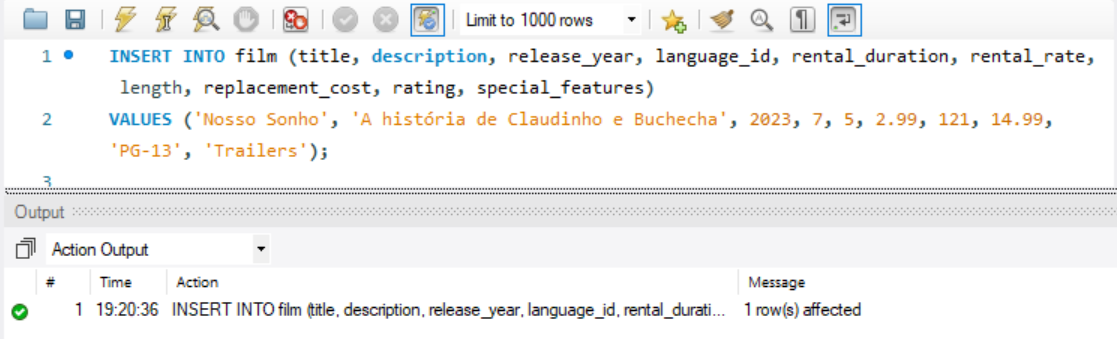 Limit to 1000 rows
1 INSERT INTO film (title, description, release_year, language_id, rental_duration, rental_rate,
length, replacement_cost, rating, special_features)
2 VALUES ('Nosso Sonho', 'A história de Claudinho e Buchecha', 2023, 7, 5, 2.99, 121, 14.99,
'PG-13', 'Trailers');
3
Output
Action Output
# Time Action Message
1 19:20:36 INSERT INTO film (title, description, release_year, language_id, rental_durati... 1 row(s) affected